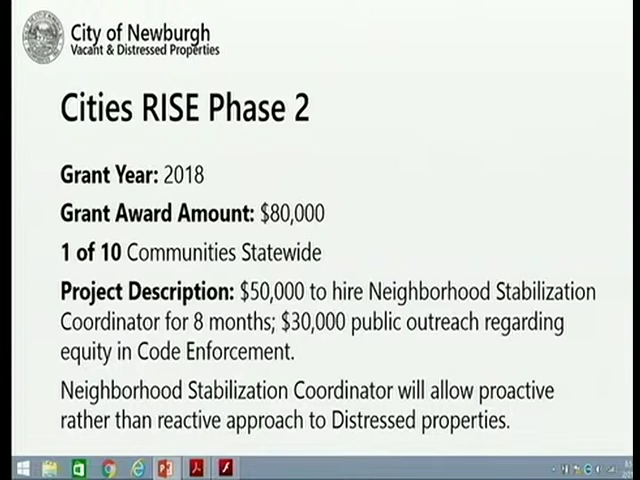 City of Newburgh
Vacant & Distressed Properties
Cities RISE Phase 2
Grant Year: 2018
Grant Award Amount: $80,000
1 of 10 Communities Statewide
Project Description: $50,000 to hire Neighborhood Stabilization
Coordinator for 8 months; $30,000 public outreach regarding
equity in Code Enforcement.
Neighborhood Stabilization Coordinator will allow proactive
rather than reactive approach to Distressed properties.